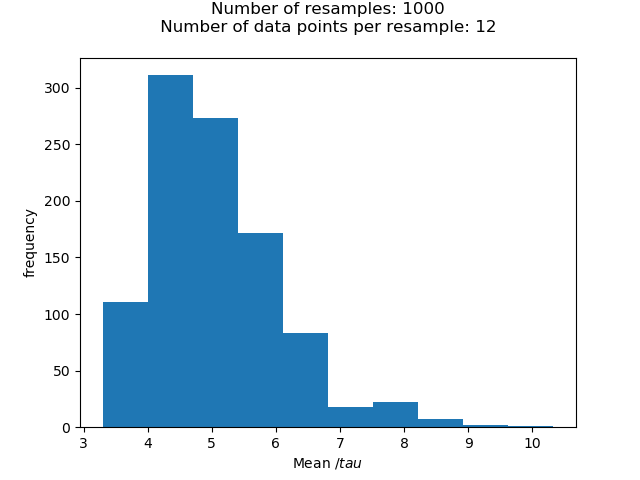 Number of resamples: 1000
Number of data points per resample: 12
300
250
200
150
100
50
0
frequency
3 4 5 6 7 8 9 10
Mean /tau